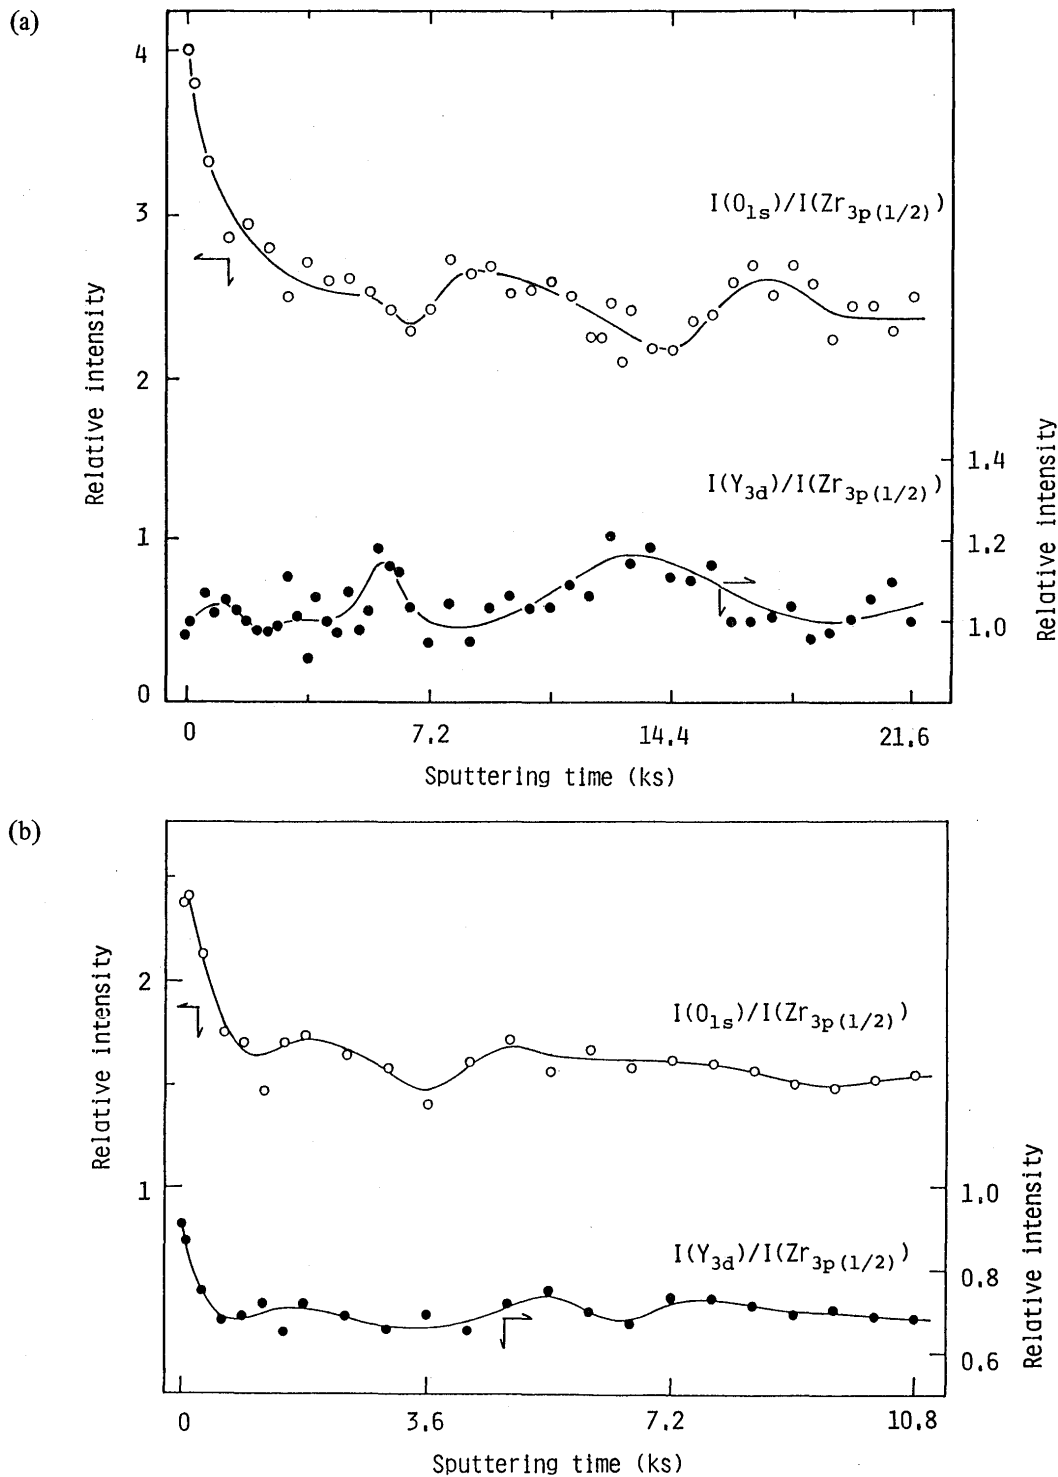 (a)
4
3
2
1
0
Relative intensity
I(O1s)/I(Zr3p(1/2))
I(Y3d)/I(Zr3p(1/2))
1.4
1.2
1.0
Relative intensity
0
7.2
14.4
21.6
Sputtering time (ks)
(b)
2
1
Relative intensity
I(O1s)/I(Zr3p(1/2))
I(Y3d)/I(Zr3p(1/2))
1.0
0.8
0.6
Relative intensity
0
3.6
7.2
10.8
Sputtering time (ks)